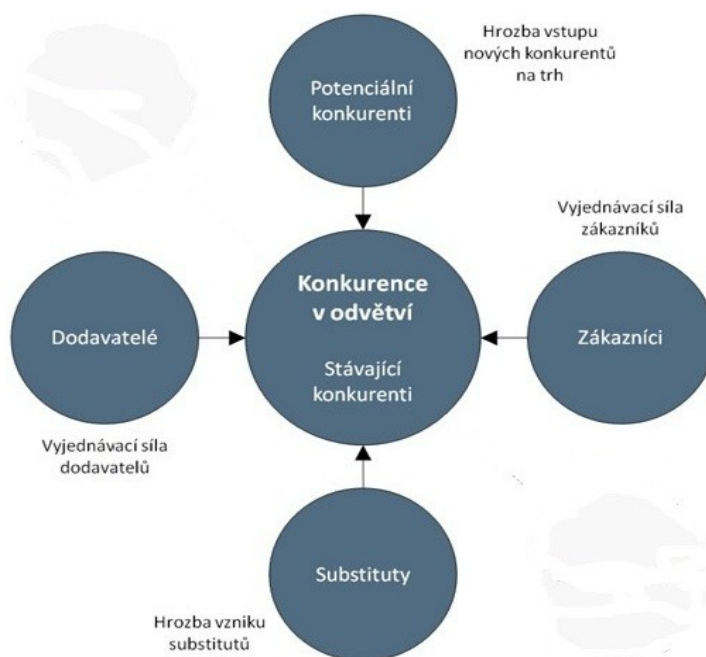 Hrozba vstupu
nových konkurentů
na trh
Potenciální
konkurenti
Vyjednávací síla
zákazníků
Konkurence
v odvětví
Stávající
konkurenti
Dodavatelé
Zákazníci
Vyjednávací síla
dodavatelů
Substituty
Hrozba vzniku
substitutů